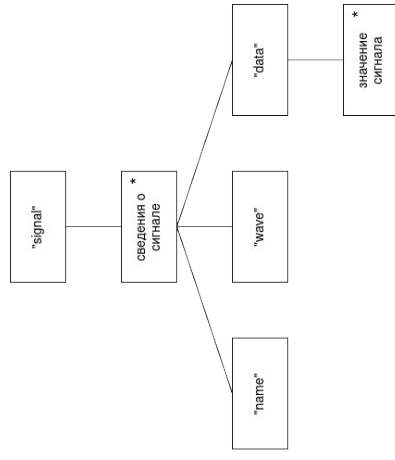 "signal"
сведения о *
сигнале
"name"
"wave"
"data"
значение *
сигнала